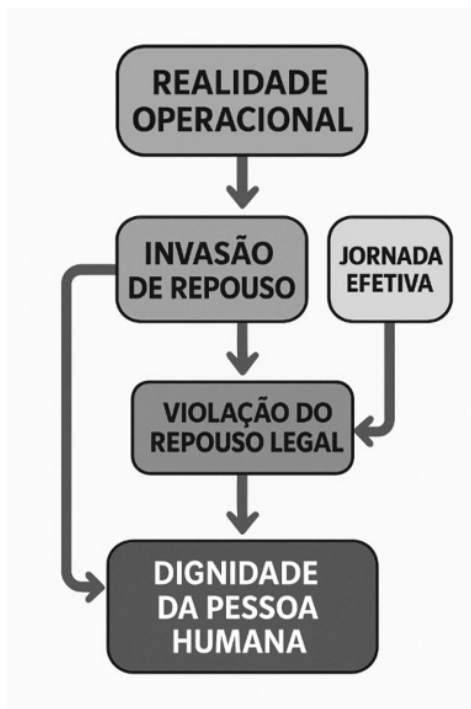 REALIDADE
OPERACIONAL
INVASÃO
DE REPOUSO
JORNADA
EFETIVA
VIOLAÇÃO DO
REPOUSO LEGAL
DIGNIDADE
DA PESSOA
HUMANA